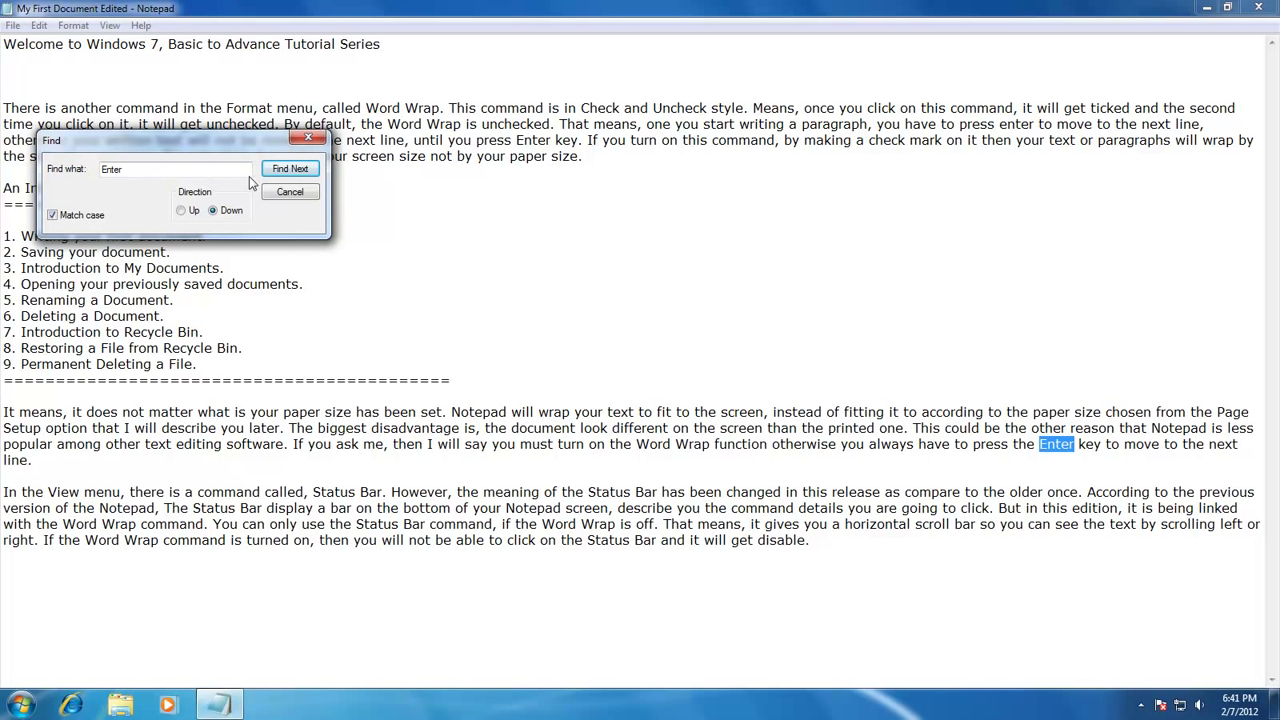 My First Document Edited - Notepad
File Edit Format View Help
Welcome to Windows 7, Basic to Advance Tutorial Series
There is another command in the Format menu, called Word Wrap. This command is in Check and Uncheck style. Means, once you click on this command, it will get ticked and the second
time you click on it, it will get unchecked. By default, the Word Wrap is unchecked. That means, one you start writing a paragraph, you have to press enter to move to the next line,
next line, until you press Enter key. If you turn on this command, by making a check mark on it then your text or paragraphs will wrap by
the screen size not by your paper size.
Find
Find what: Enter Find Next
Direction Cancel
Match case Up Down
An
2. Saving your document.
3. Introduction to My Documents.
4. Opening your previously saved documents.
5. Renaming a Document.
6. Deleting a Document.
7. Introduction to Recycle Bin.
8. Restoring a File from Recycle Bin.
9. Permanent Deleting a File.
===========================================
It means, it does not matter what is your paper size has been set. Notepad will wrap your text to fit to the screen, instead of fitting it to according to the paper size chosen from the Page
Setup option that I will describe you later. The biggest disadvantage is, the document look different on the screen than the printed one. This could be the other reason that Notepad is less
popular among other text editing software. If you ask me, then I will say you must turn on the Word Wrap function otherwise you always have to press the Enter key to move to the next
line.
In the View menu, there is a command called, Status Bar. However, the meaning of the Status Bar has been changed in this release as compare to the older once. According to the previous
version of the Notepad, The Status Bar display a bar on the bottom of your Notepad screen, describe you the command details you are going to click. But in this edition, it is being linked
with the Word Wrap command. You can only use the Status Bar command, if the Word Wrap is off. That means, it gives you a horizontal scroll bar so you can see the text by scrolling left or
right. If the Word Wrap command is turned on, then you will not be able to click on the Status Bar and it will get disable.
6:41 PM
2/7/2012